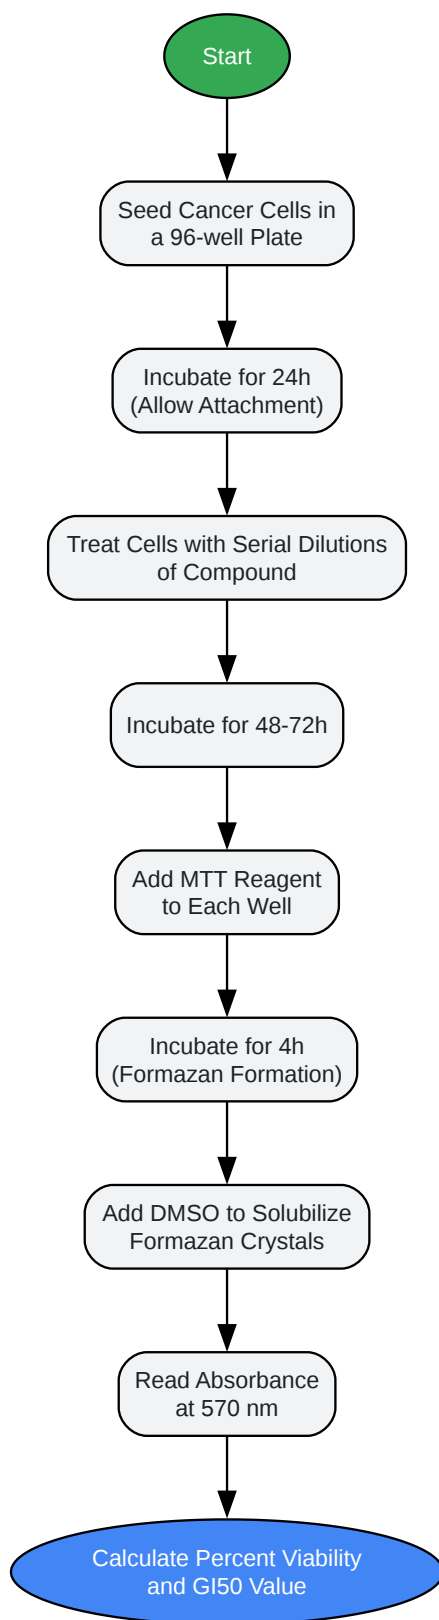 Start
Seed Cancer Cells in
a 96-well Plate
Incubate for 24h
(Allow Attachment)
Treat Cells with Serial Dilutions
of Compound
Incubate for 48-72h
Add MTT Reagent
to Each Well
Incubate for 4h
(Formazan Formation)
Add DMSO to Solubilize
Formazan Crystals
Read Absorbance
at 570 nm
Calculate Percent Viability
and GI50 Value